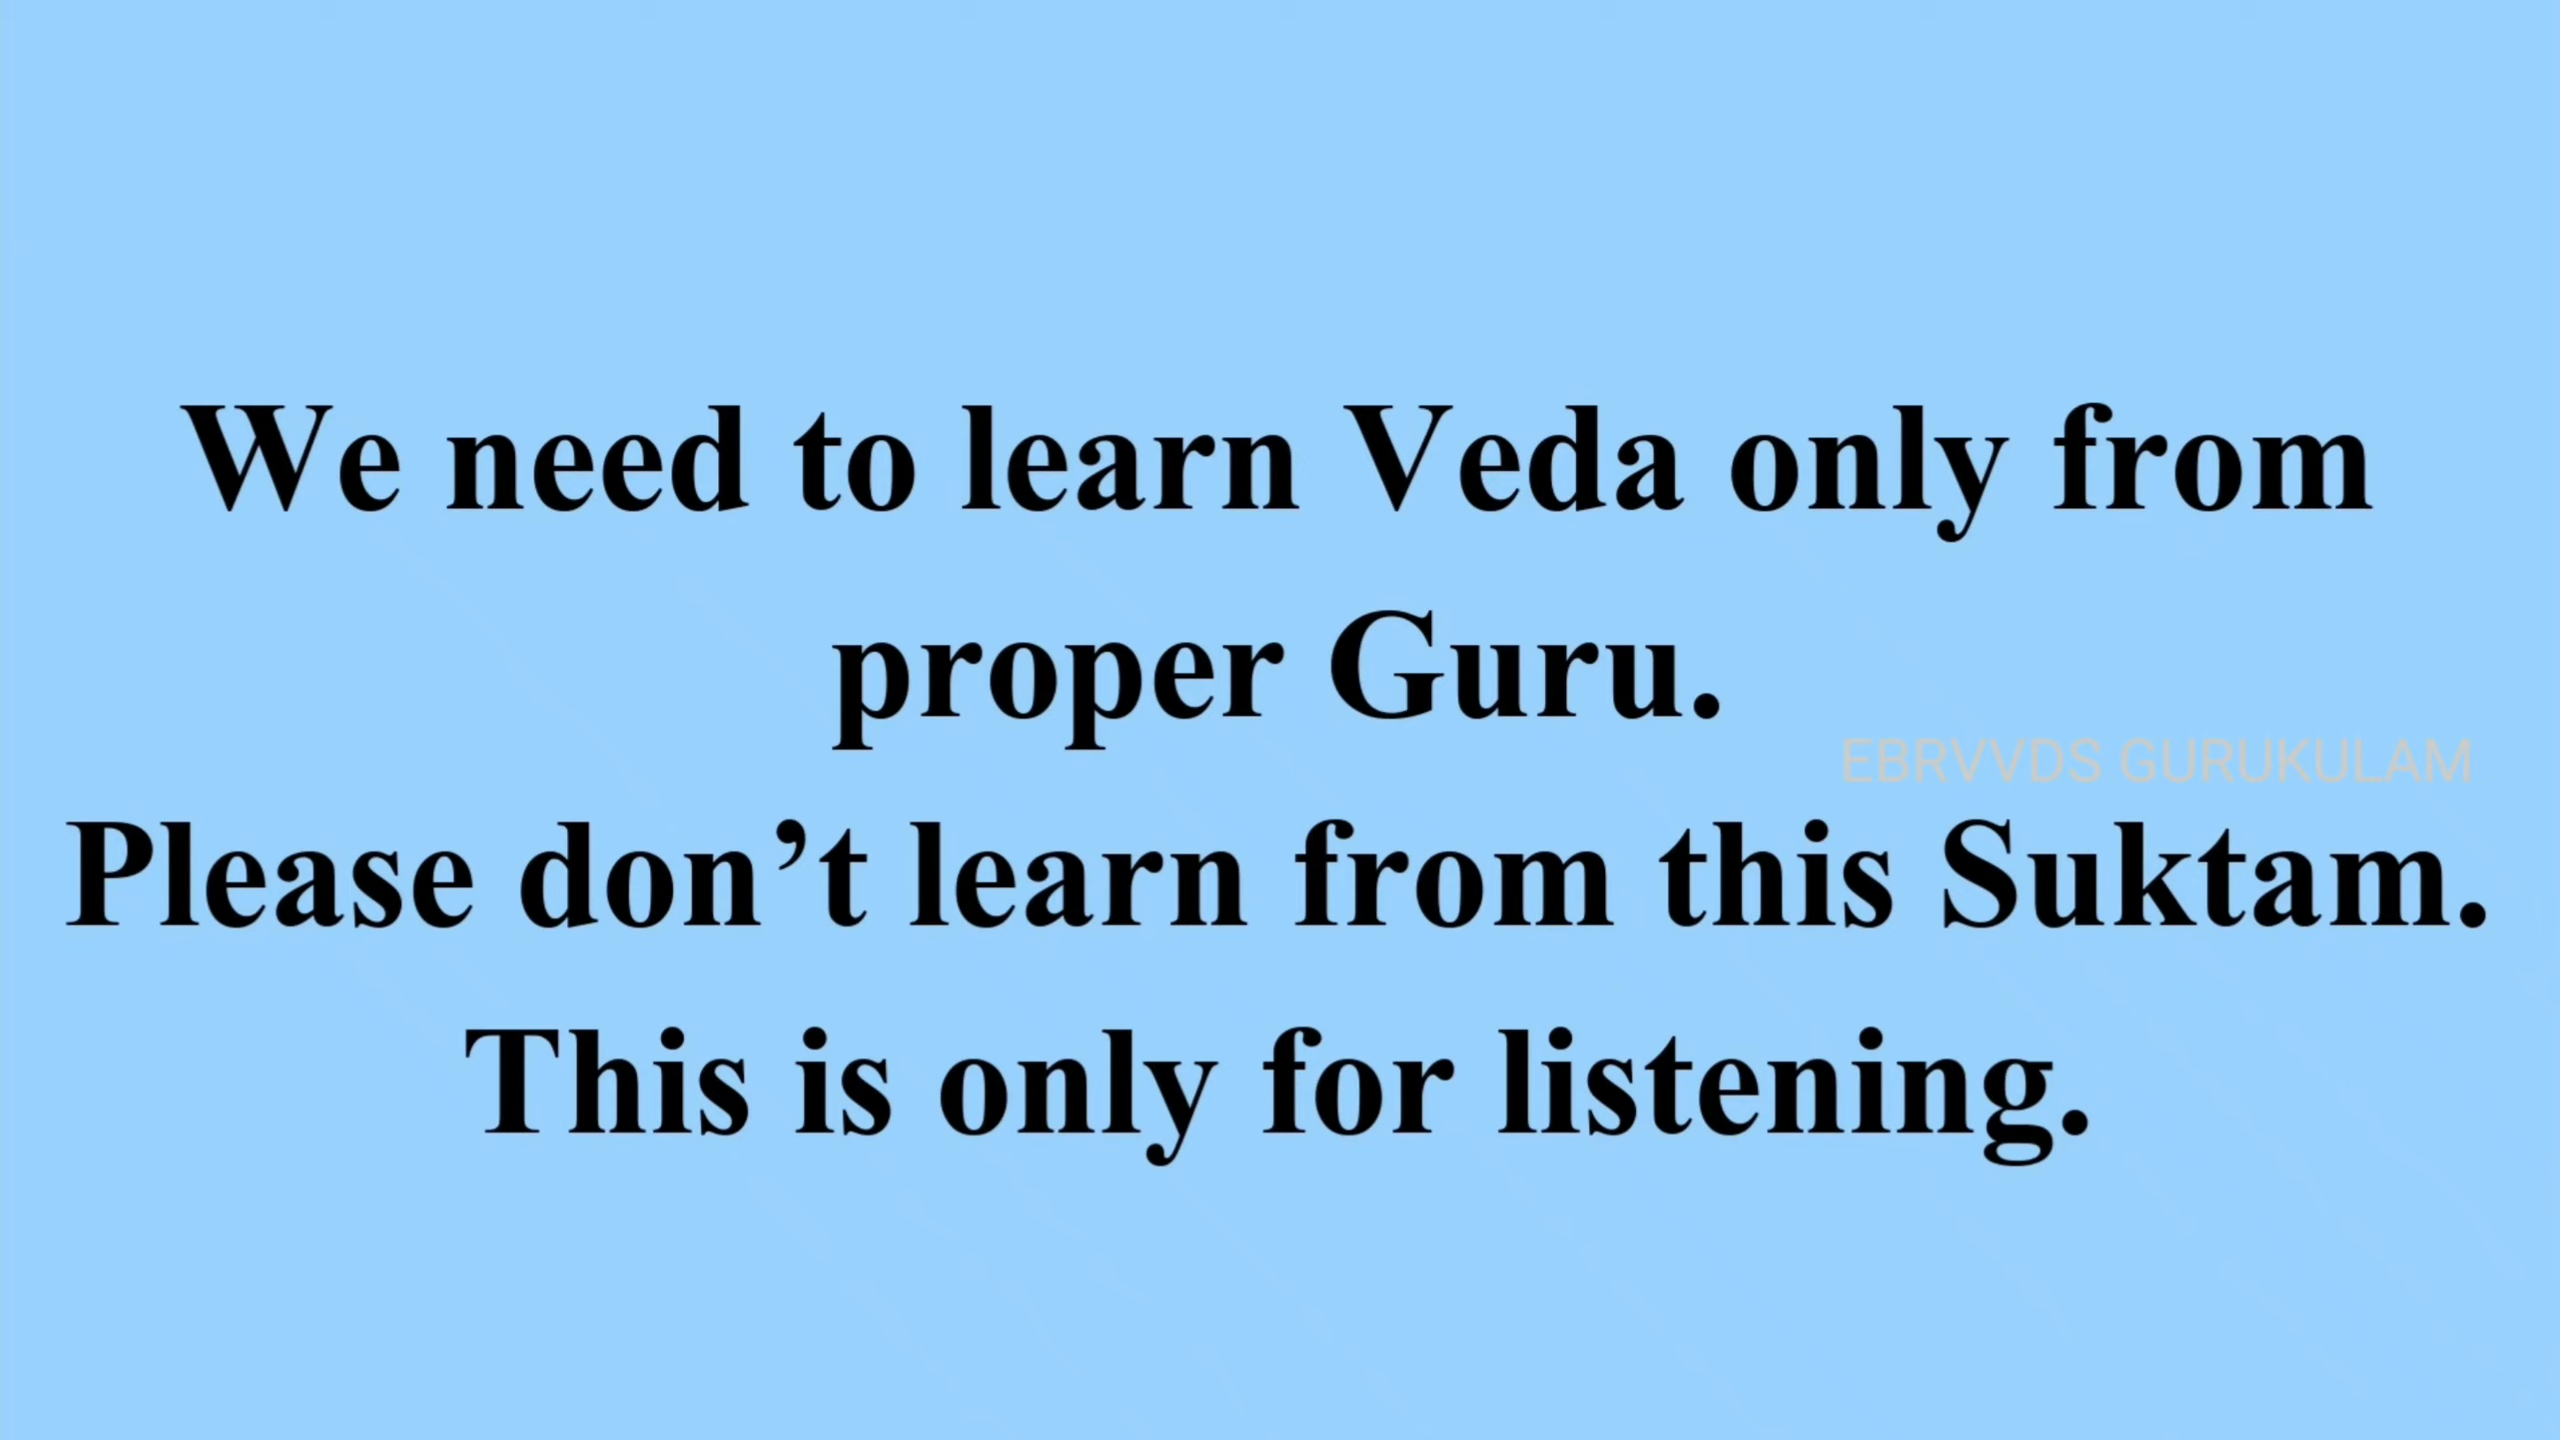 We need to learn Veda only from
proper Guru.
EBRVVDS GURUKULAM
Please don’t learn from this Suktam.
This is only for listening.